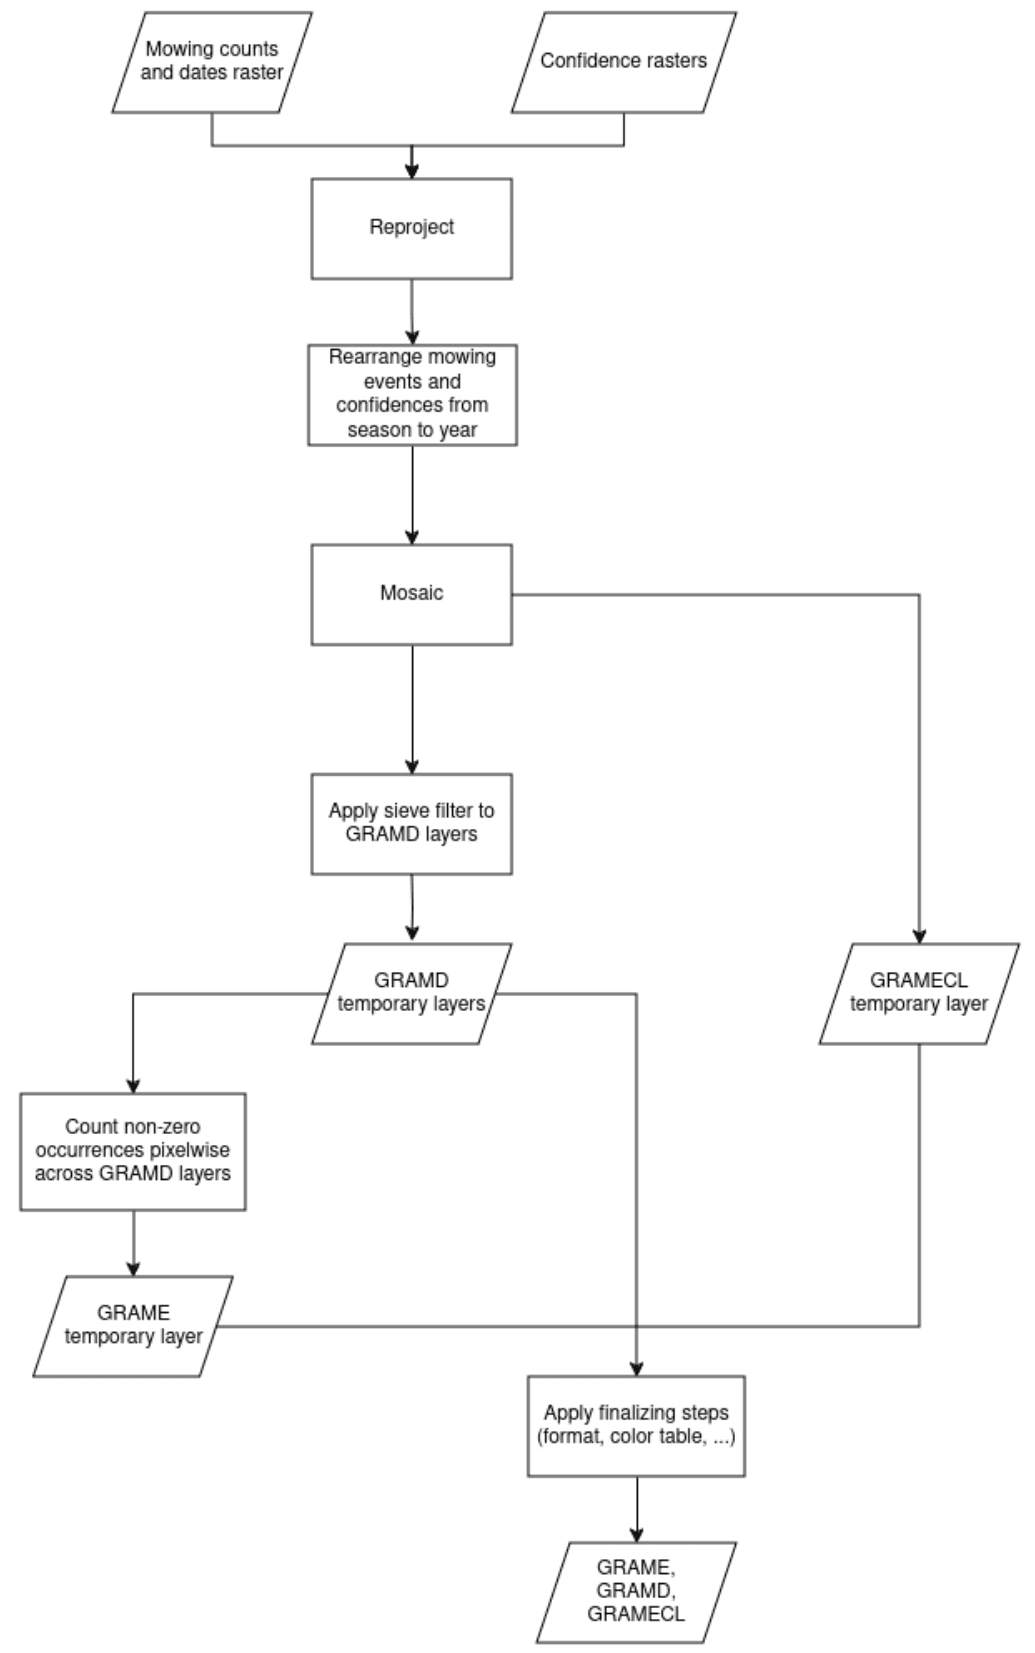 Mowing counts
and dates raster
Confidence rasters
Reproject
Rearrange mowing
events and
confidences from
season to year
Mosaic
Apply sieve filter to
GRAMD layers
GRAMD
temporary layers
GRAMECL
temporary layer
Count non-zero
occurrences pixelwise
across GRAMD layers
GRAME
temporary layer
Apply finalizing steps
(format, color table, ...)
GRAME,
GRAMD,
GRAMECL